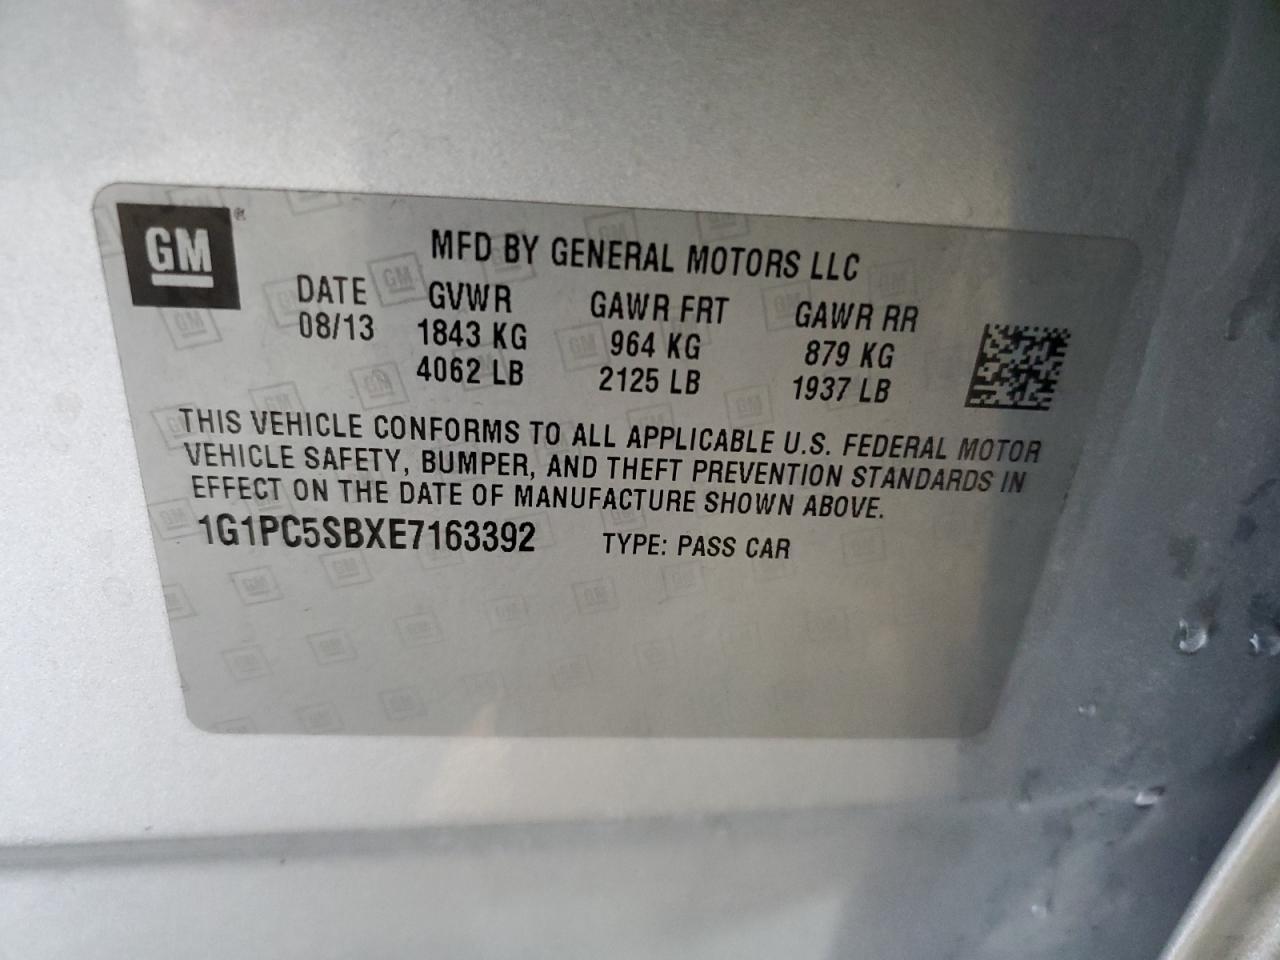 GM®
MFD BY GENERAL MOTORS LLC
DATE GVWR GAWR FRT GAWR RR
08/13 1843 KG 964 KG 879 KG
4062 LB 2125 LB 1937 LB
THIS VEHICLE CONFORMS TO ALL APPLICABLE U.S. FEDERAL MOTOR
VEHICLE SAFETY, BUMPER, AND THEFT PREVENTION STANDARDS IN
EFFECT ON THE DATE OF MANUFACTURE SHOWN ABOVE.
1G1PC5SBXE7163392 TYPE: PASS CAR